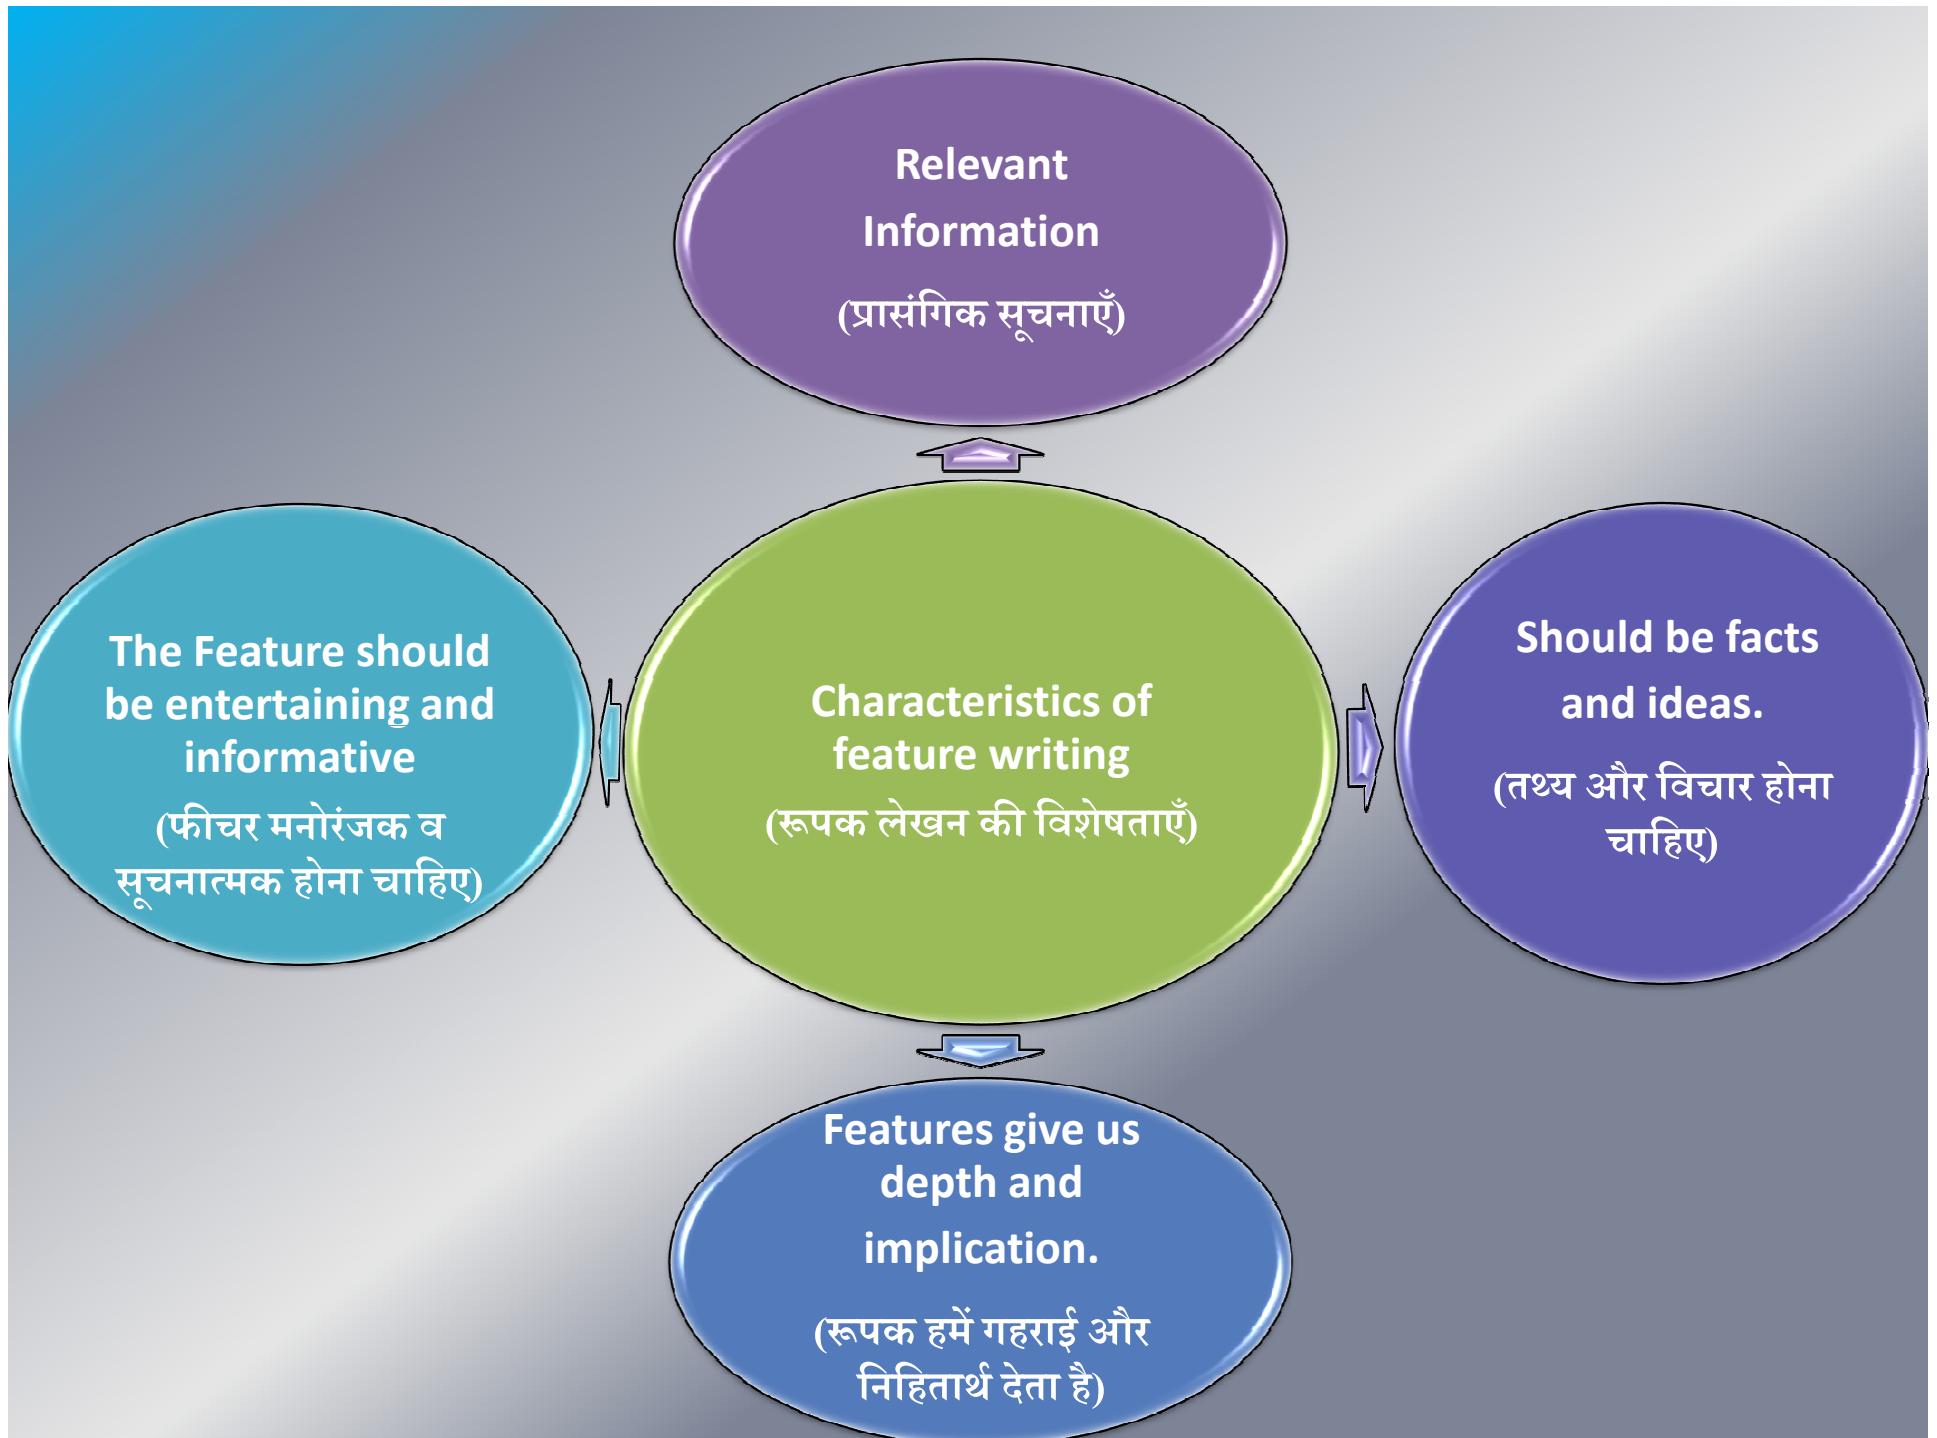 Relevant
Information
(प्रासंगिक सूचनाएँ)
The Feature should
be entertaining and
informative
(फीचर मनोरंजक व
सूचनात्मक होना चाहिए)
Characteristics of
feature writing
(रूपक लेखन की विशेषताएँ)
Should be facts
and ideas.
(तथ्य और विचार होना
चाहिए)
Features give us
depth and
implication.
(रूपक हमें गहराई और
निहितार्थ देता है)